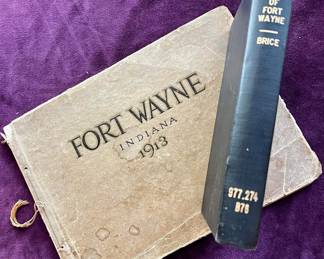 FORT WAYNE
INDIANA
1913
OF
FORT
WAYNE
BRICE
977.274
B76